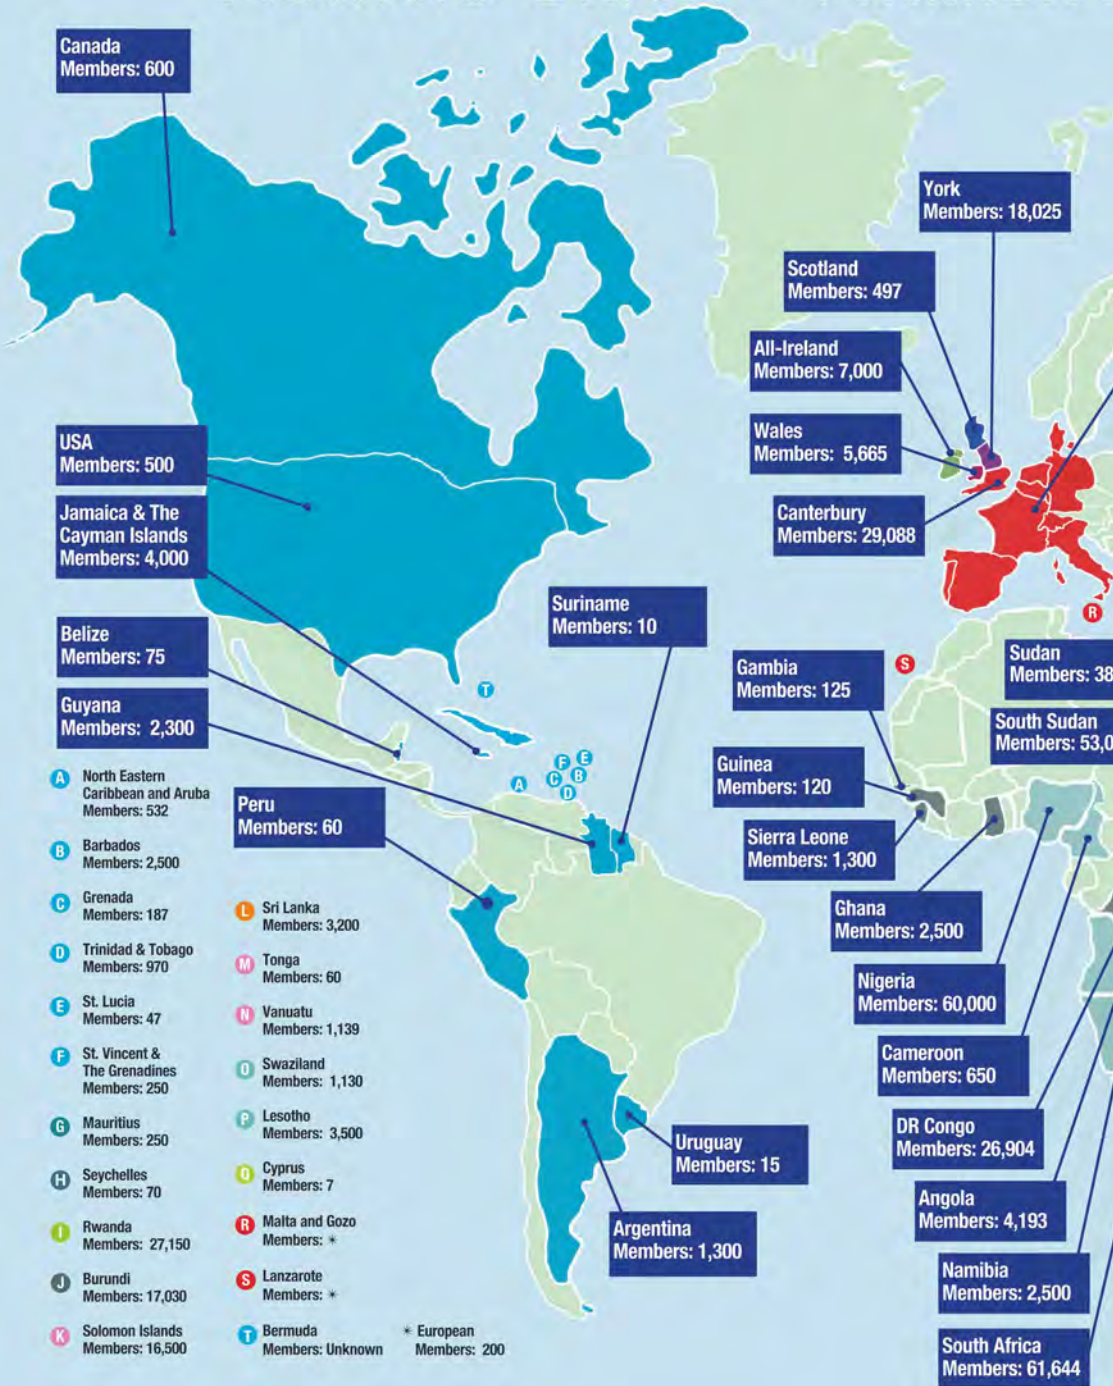 Canada
Members: 600
York
Members: 18,025
Scotland
Members: 497
All-Ireland
Members: 7,000
Wales
Members: 5,665
Canterbury
Members: 29,088
USA
Members: 500
Jamaica & The
Cayman Islands
Members: 4,000
Belize
Members: 75
Guyana
Members: 2,300
Suriname
Members: 10
Peru
Members: 60
Uruguay
Members: 15
Argentina
Members: 1,300
R
S
T
A
F
E
C
B
D
Sudan
Members: 38
South Sudan
Members: 53,0
Gambia
Members: 125
Guinea
Members: 120
Sierra Leone
Members: 1,300
Ghana
Members: 2,500
Nigeria
Members: 60,000
Cameroon
Members: 650
DR Congo
Members: 26,904
Angola
Members: 4,193
Namibia
Members: 2,500
South Africa
Members: 61,644
A North Eastern
Caribbean and Aruba
Members: 532
B Barbados
Members: 2,500
C Grenada
Members: 187
D Trinidad & Tobago
Members: 970
E St. Lucia
Members: 47
F St. Vincent &
The Grenadines
Members: 250
G Mauritius
Members: 250
H Seychelles
Members: 70
I Rwanda
Members: 27,150
J Burundi
Members: 17,030
K Solomon Islands
Members: 16,500
L Sri Lanka
Members: 3,200
M Tonga
Members: 60
N Vanuatu
Members: 1,139
O Swaziland
Members: 1,130
P Lesotho
Members: 3,500
Q Cyprus
Members: 7
R Malta and Gozo
Members: *
S Lanzarote
Members: *
T Bermuda
Members: Unknown
* European
Members: 200